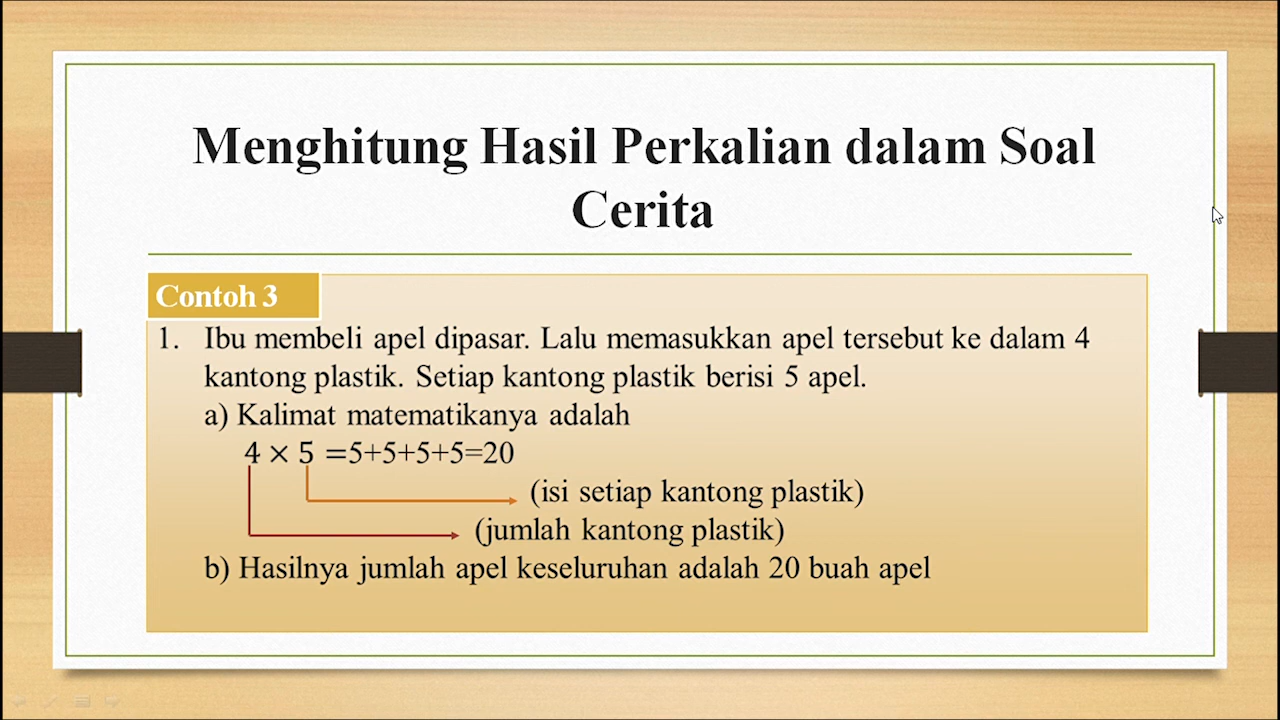 Menghitung Hasil Perkalian dalam Soal
Cerita
Contoh 3
1. Ibu membeli apel dipasar. Lalu memasukkan apel tersebut ke dalam 4
kantong plastik. Setiap kantong plastik berisi 5 apel.
a) Kalimat matematikanya adalah
4 × 5 =5+5+5+5=20
(isi setiap kantong plastik)
(jumlah kantong plastik)
b) Hasilnya jumlah apel keseluruhan adalah 20 buah apel